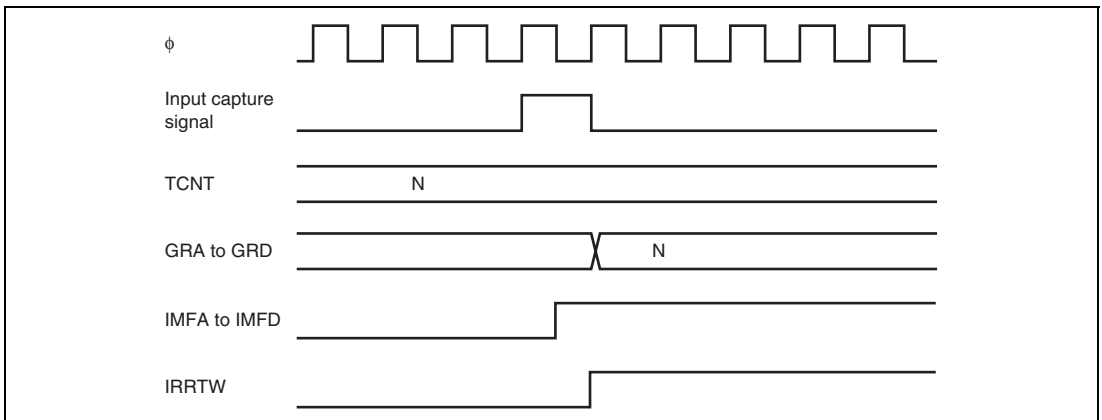 ϕ
Input capture
signal
TCNT
N
GRA to GRD
N
IMFA to IMFD
IRRTW